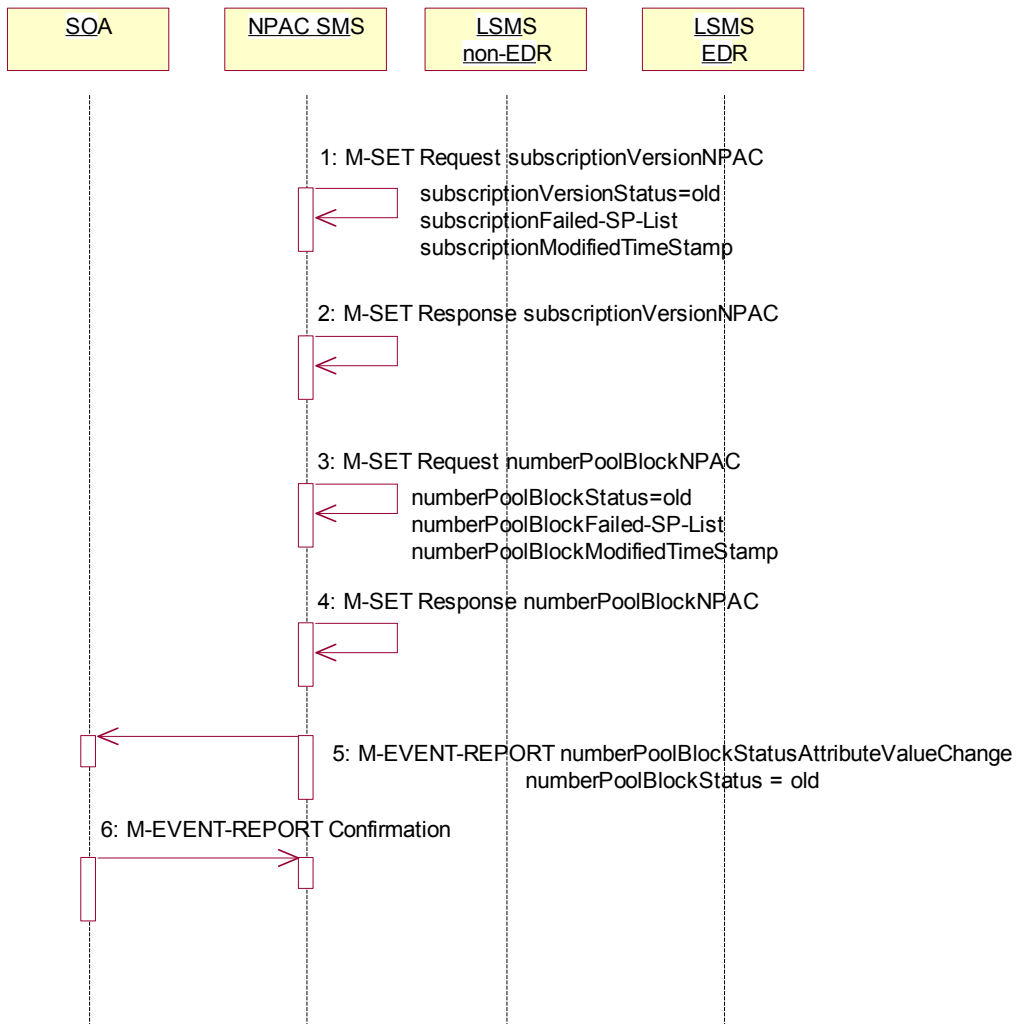 SOA
NPAC SMS
LSMS
non-EDR
LSMS
EDR
1: M-SET Request subscriptionVersionNPAC
subscriptionVersionStatus=old
subscriptionFailed-SP-List
subscriptionModifiedTimeStamp
2: M-SET Response subscriptionVersionNPAC
3: M-SET Request numberPoolBlockNPAC
numberPoolBlockStatus=old
numberPoolBlockFailed-SP-List
numberPoolBlockModifiedTimeStamp
4: M-SET Response numberPoolBlockNPAC
5: M-EVENT-REPORT numberPoolBlockStatusAttributeValueChange
numberPoolBlockStatus = old
6: M-EVENT-REPORT Confirmation